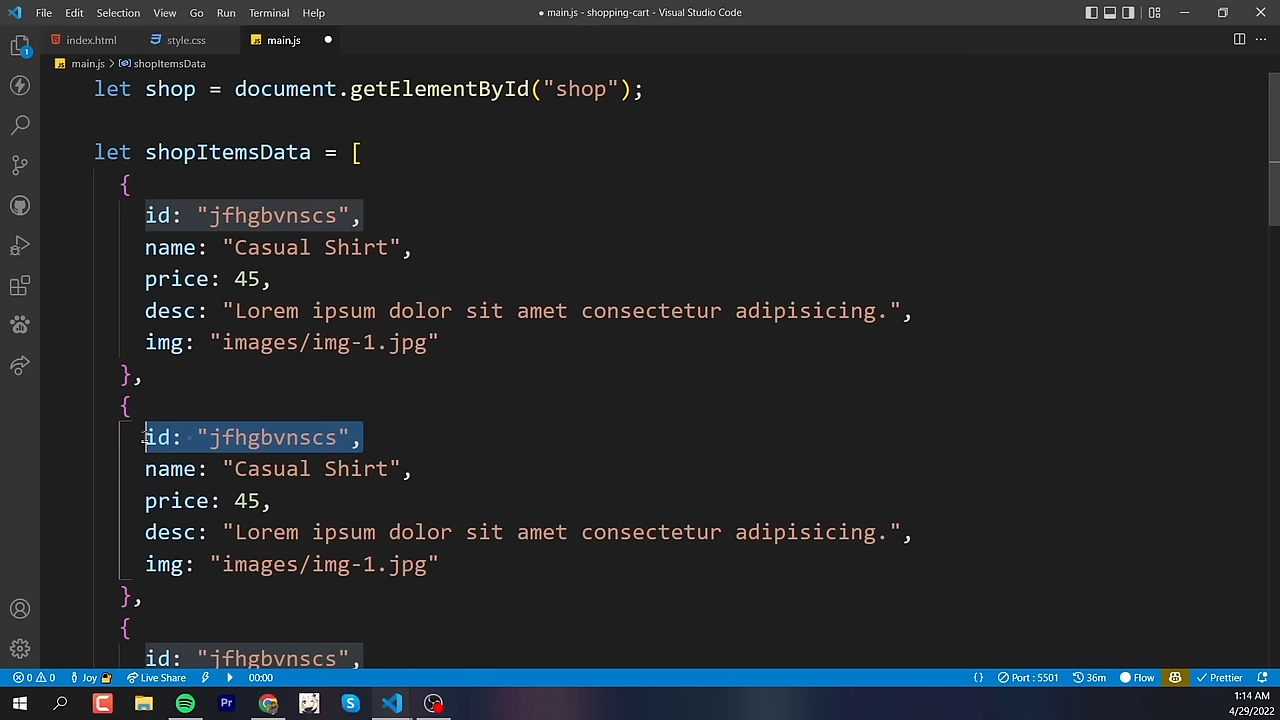 File Edit Selection View Go Run Terminal Help
● main.js - shopping-cart - Visual Studio Code
index.html style.css main.js
main.js > shopItemsData
let shop = document.getElementById("shop");
let shopItemsData = [
{
id: "jfhgbvnscs",
name: "Casual Shirt",
price: 45,
desc: "Lorem ipsum dolor sit amet consectetur adipisicing.",
img: "images/img-1.jpg"
},
{
id: "jfhgbvnscs",
name: "Casual Shirt",
price: 45,
desc: "Lorem ipsum dolor sit amet consectetur adipisicing.",
img: "images/img-1.jpg"
},
{
id: "jfhgbvnscs",
0 0 Joy Live Share 00:00 {} Port : 5501 36m Flow Prettier
1:14 AM
4/29/2022
1
JS
JS
Pr
S